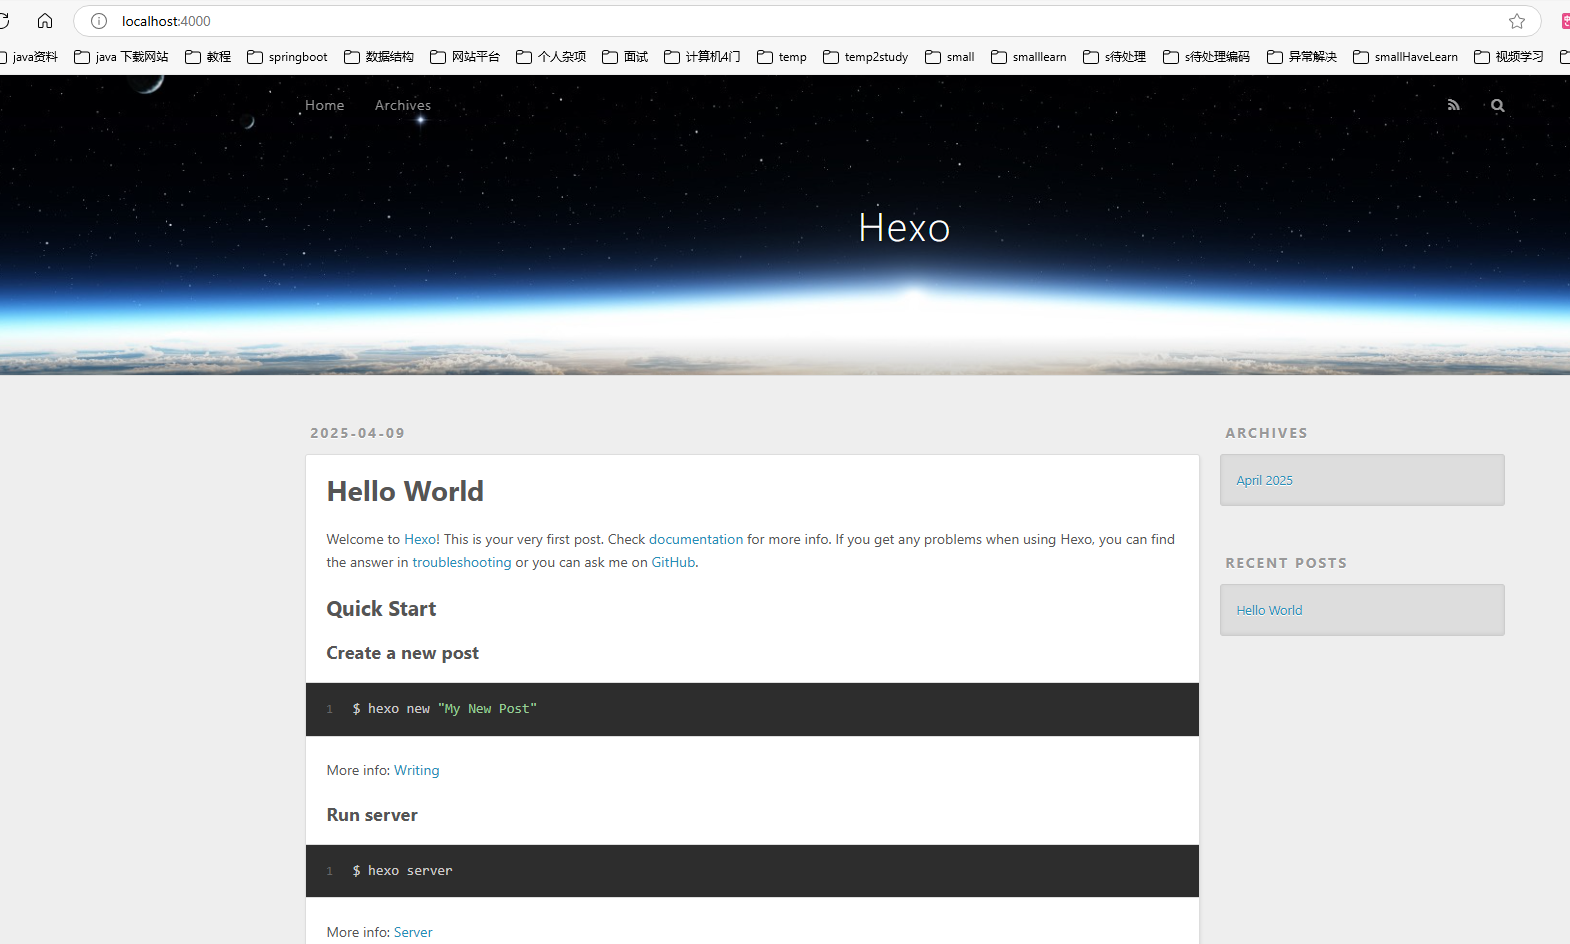 localhost:4000
java资料 java 下载网站 教程 springboot 数据结构 网站平台 个人杂项 面试 计算机4门 temp temp2study small smalllearn s待处理 s待处理编码 异常解决 smallHaveLearn 视频学习
Home Archives
Hexo
2025-04-09
Hello World
Welcome to Hexo! This is your very first post. Check documentation for more info. If you get any problems when using Hexo, you can find
the answer in troubleshooting or you can ask me on GitHub.
Quick Start
Create a new post
1 $ hexo new "My New Post"
More info: Writing
Run server
1 $ hexo server
More info: Server
ARCHIVES
April 2025
RECENT POSTS
Hello World